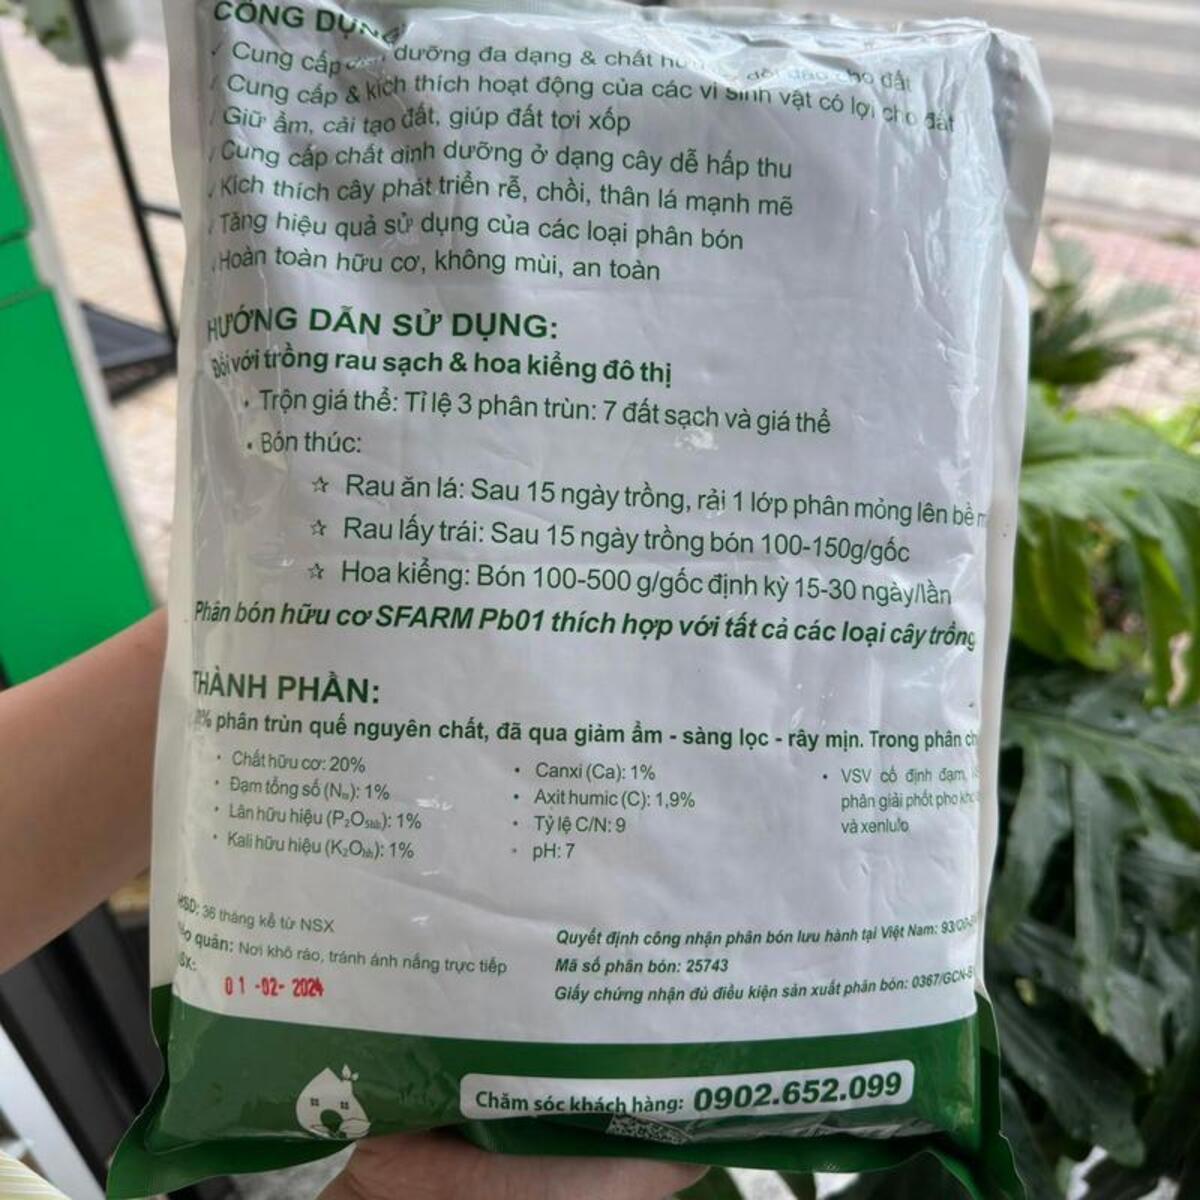 CÔNG DỤNG
Cung cấp dinh dưỡng đa dạng & chất hữu dồi dào cho đất
Cung cấp & kích thích hoạt động của các vi sinh vật có lợi cho đất
Giữ ẩm, cải tạo đất, giúp đất tơi xốp
Cung cấp chất dinh dưỡng ở dạng cây dễ hấp thu
Kích thích cây phát triển rễ, chồi, thân lá mạnh mẽ
Tăng hiệu quả sử dụng của các loại phân bón
Hoàn toàn hữu cơ, không mùi, an toàn
HƯỚNG DẪN SỬ DỤNG:
Đối với trồng rau sạch & hoa kiểng đô thị
• Trộn giá thể: Tỉ lệ 3 phân trùn: 7 đất sạch và giá thể
• Bón thúc:
☆ Rau ăn lá: Sau 15 ngày trồng, rải 1 lớp phân mỏng lên bề
☆ Rau lấy trái: Sau 15 ngày trồng bón 100-150g/gốc
☆ Hoa kiểng: Bón 100-500 g/gốc định kỳ 15-30 ngày/lần
Phân bón hữu cơ SFARM Pb01 thích hợp với tất cả các loại cây trồng
THÀNH PHẦN:
phân trùn quế nguyên chất, đã qua giảm ẩm - sàng lọc - rây mịn. Trong phân
• Chất hữu cơ: 20%
• Đạm tổng số (Nts): 1%
• Lân hữu hiệu (P2O5hh): 1%
• Kali hữu hiệu (K2Ohh): 1%
• Canxi (Ca): 1%
• Axit humic (C): 1,9%
• Tỷ lệ C/N: 9
• pH: 7
• VSV cố định đạm,
phân giải phốt pho
và xenlulo
HSD: 36 tháng kể từ NSX
Bảo quản: Nơi khô ráo, tránh ánh nắng trực tiếp
NSX:
01-02-2024
Quyết định công nhận phân bón lưu hành tại Việt Nam:
Mã số phân bón: 25743
Giấy chứng nhận đủ điều kiện sản xuất phân bón: 0367/GCN-B
Chăm sóc khách hàng: 0902.652.099